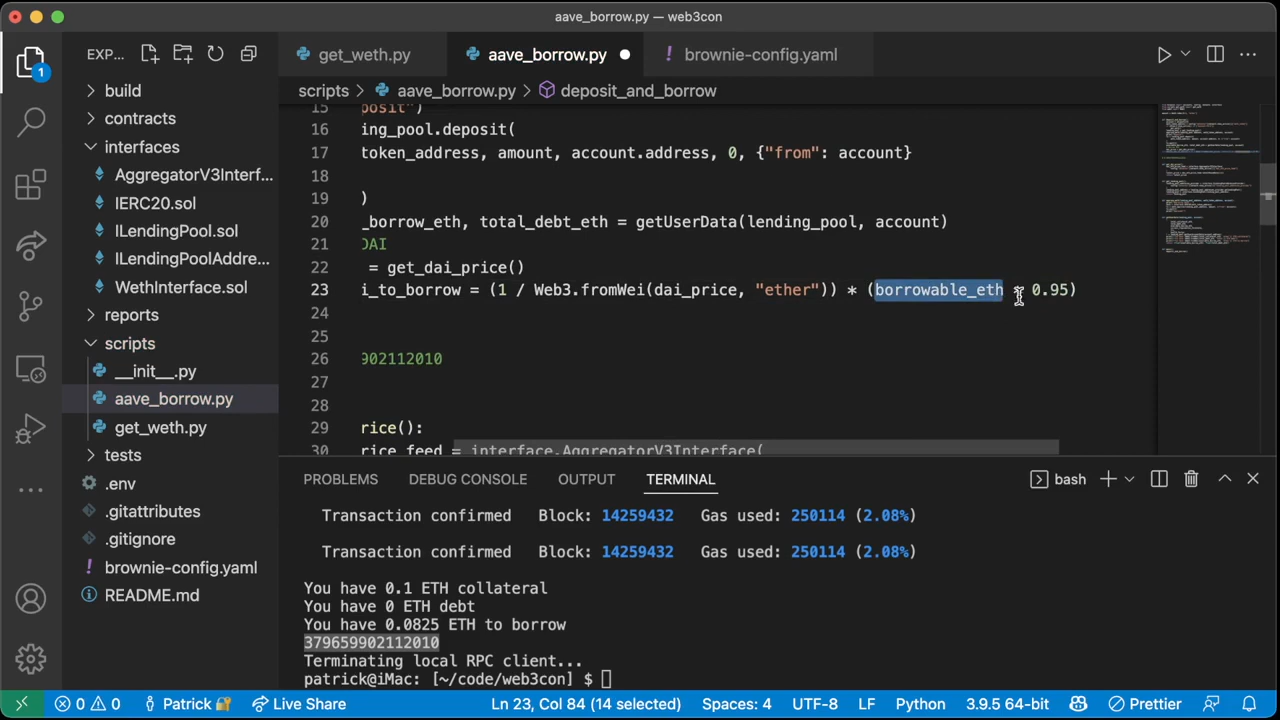 aave_borrow.py — web3con
EXP...
get_weth.py
aave_borrow.py
! brownie-config.yaml
scripts > aave_borrow.py > deposit_and_borrow
1
build
contracts
interfaces
AggregatorV3Interf...
IERC20.sol
ILendingPool.sol
ILendingPoolAddre...
WethInterface.sol
reports
scripts
__init__.py
aave_borrow.py
get_weth.py
tests
.env
.gitattributes
.gitignore
! brownie-config.yaml
README.md
15 posit")
16 ing_pool.deposit(
17 token_address, amount, account.address, 0, {"from": account}
18
19 )
20 _borrow_eth, total_debt_eth = getUserData(lending_pool, account)
21 DAI
22 = get_dai_price()
23 i_to_borrow = (1 / Web3.fromWei(dai_price, "ether")) * (borrowable_eth * 0.95)
24
25
26 902112010
27
28
29 rice():
30 rice_feed = interface.AggregatorV3Interface(
PROBLEMS DEBUG CONSOLE OUTPUT TERMINAL bash
Transaction confirmed Block: 14259432 Gas used: 250114 (2.08%)
Transaction confirmed Block: 14259432 Gas used: 250114 (2.08%)
You have 0.1 ETH collateral
You have 0 ETH debt
You have 0.0825 ETH to borrow
379659902112010
Terminating local RPC client...
patrick@iMac: [~/code/web3con] $
0 0 Patrick Live Share Ln 23, Col 84 (14 selected) Spaces: 4 UTF-8 LF Python 3.9.5 64-bit Prettier